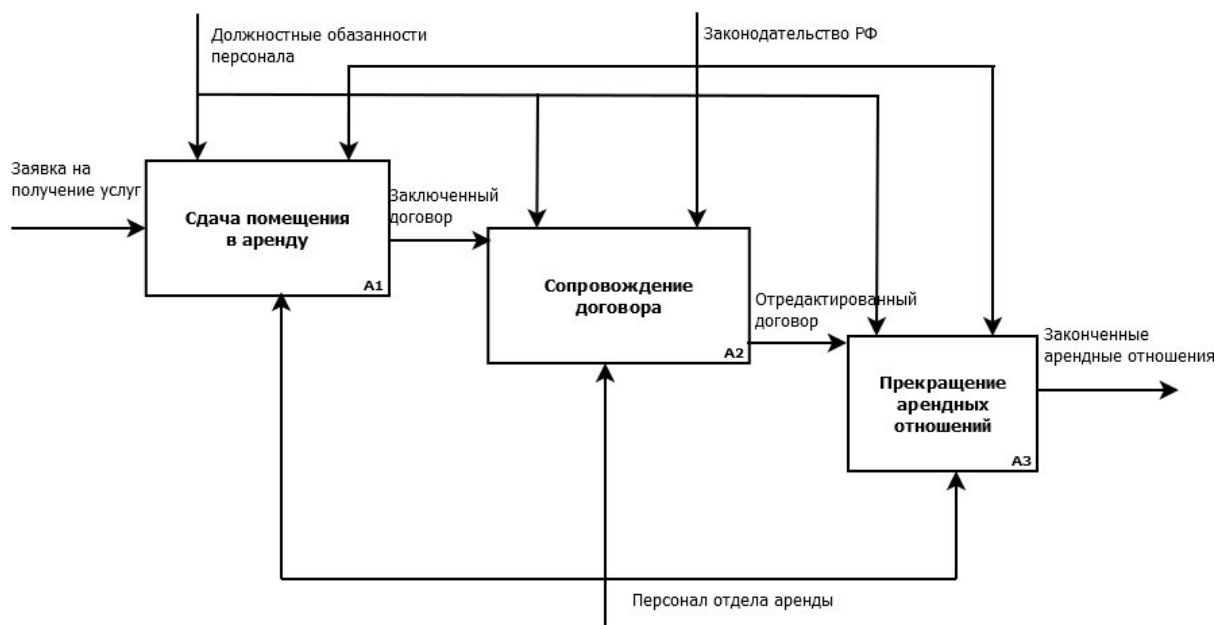 Должностные обазанности
персонала
Законодательство РФ
Заявка на
получение услуг
Сдача помещения
в аренду
A1
Заключенный
договор
Сопровождение
договора
A2
Отредактированный
договор
Прекращение
арендных
отношений
A3
Законченные
арендные отношения
Персонал отдела аренды